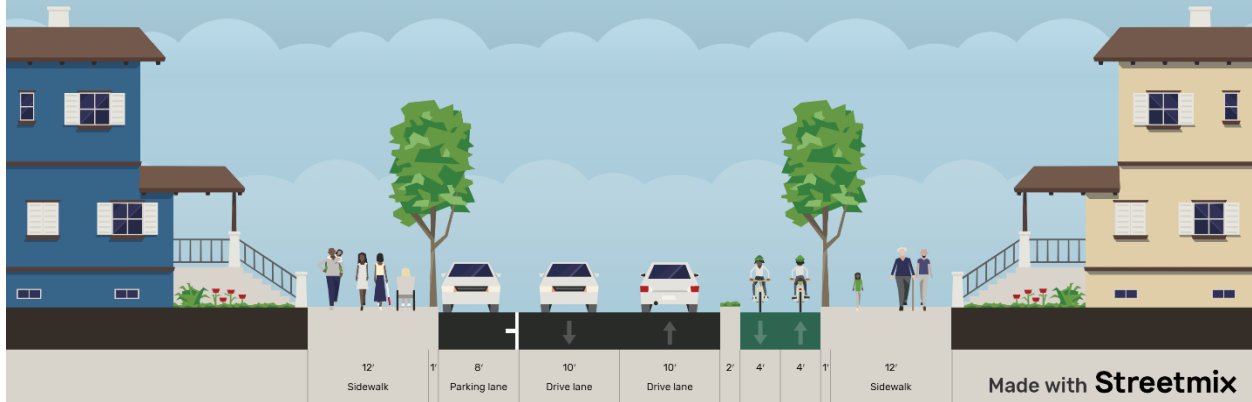 12' 1' 8' 10' 10' 2' 4' 4' 1' 12'
Sidewalk Parking lane Drive lane Drive lane Sidewalk
Made with Streetmix